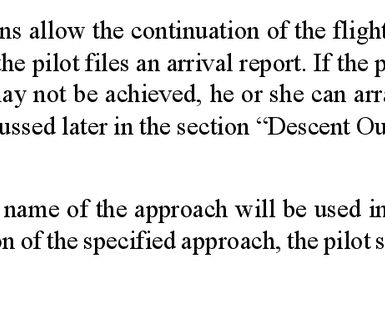 ns allow the continuation of the flight
the pilot files an arrival report. If the p
ay not be achieved, he or she can arra
ussed later in the section “Descent Ou
name of the approach will be used in
on of the specified approach, the pilot s